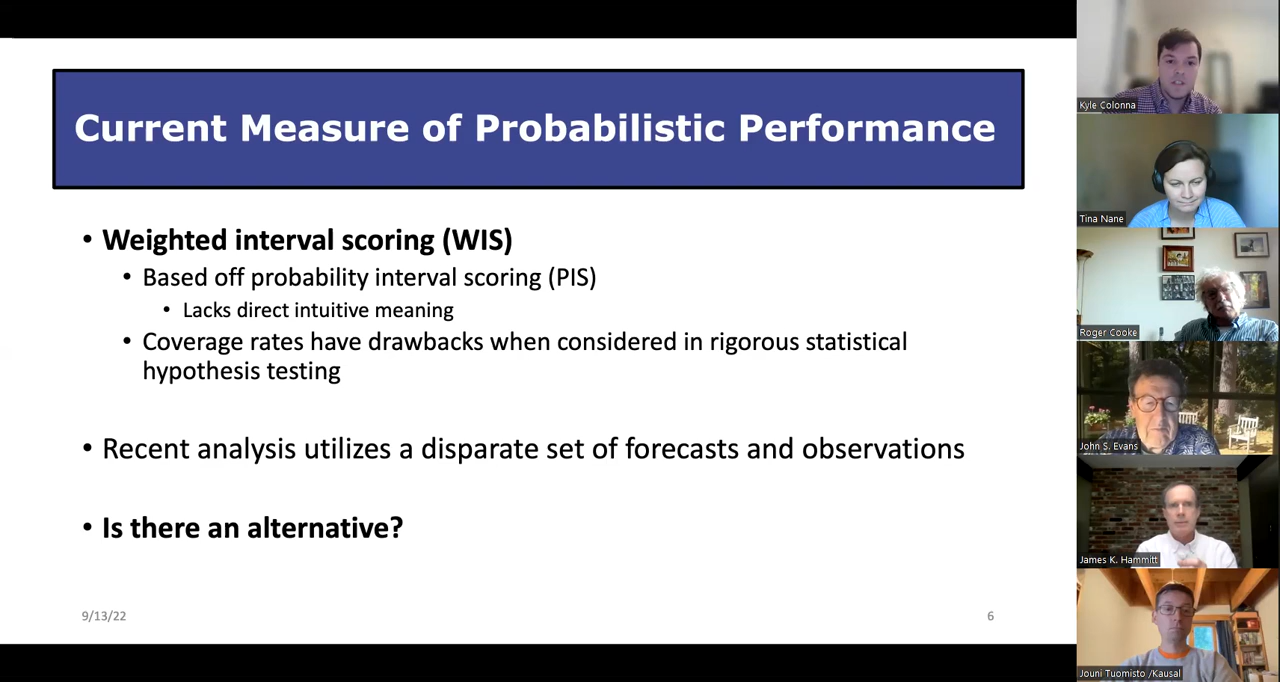 Current Measure of Probabilistic Performance
• Weighted interval scoring (WIS)
• Based off probability interval scoring (PIS)
• Lacks direct intuitive meaning
• Coverage rates have drawbacks when considered in rigorous statistical
hypothesis testing
• Recent analysis utilizes a disparate set of forecasts and observations
• Is there an alternative?
9/13/22
6
Kyle Colonna
Tina Nane
Roger Cooke
John S. Evans
James K. Hammitt
Jouni Tuomisto /Kausal